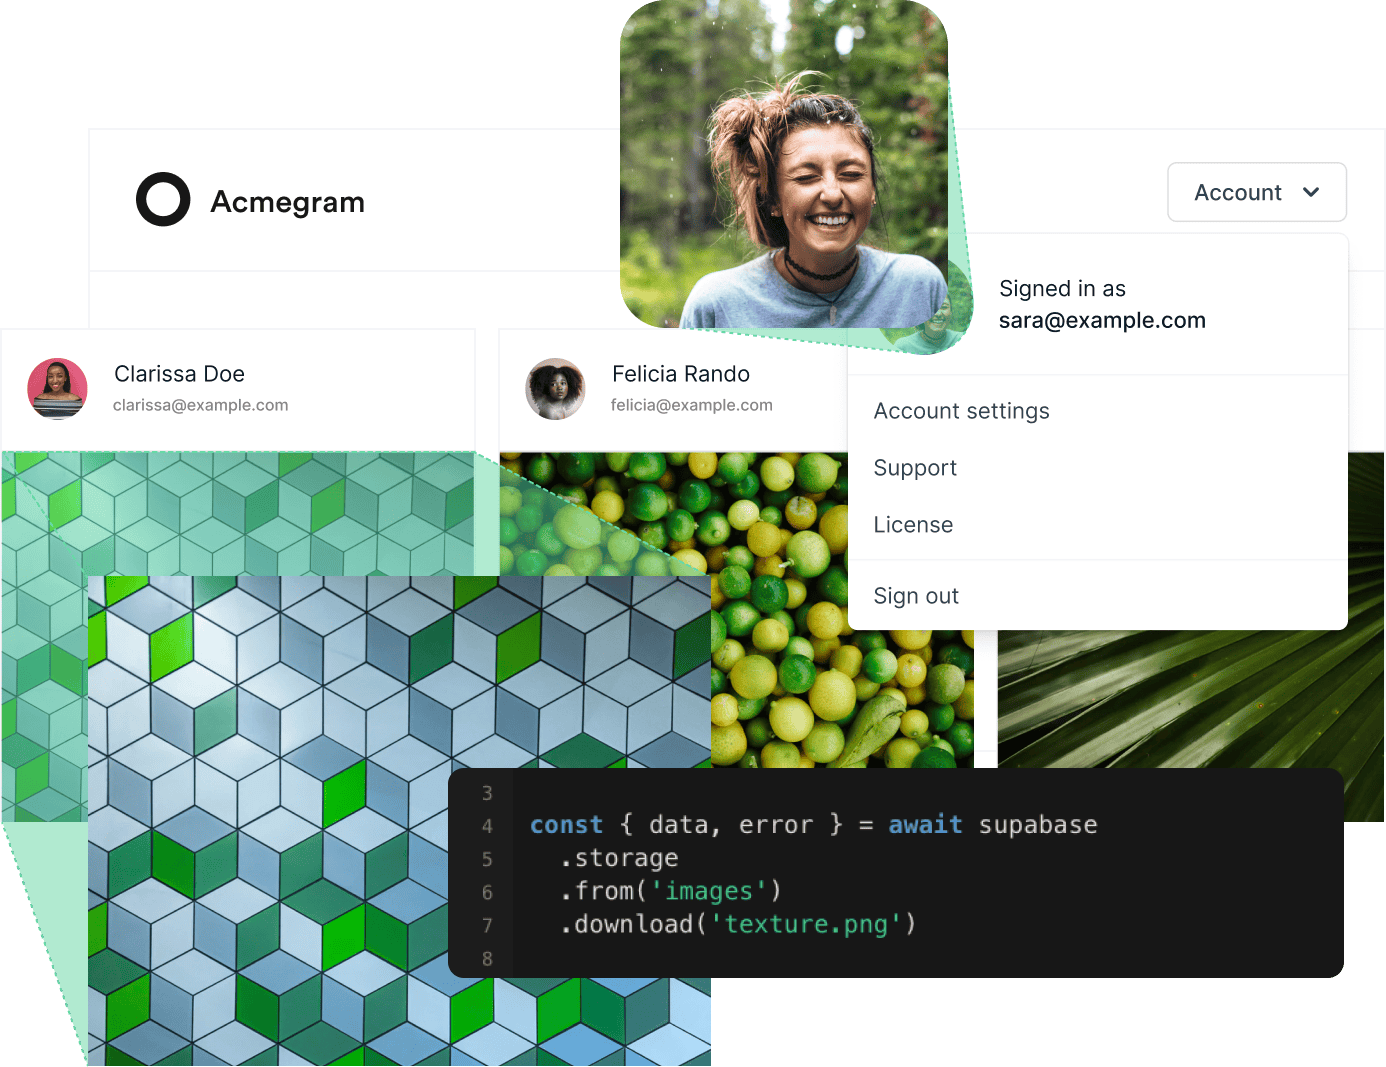 Acmegram
Account
Signed in as
sara@example.com
Clarissa Doe
clarissa@example.com
Felicia Rando
felicia@example.com
Account settings
Support
License
Sign out
3
4 const { data, error } = await supabase
5 .storage
6 .from('images')
7 .download('texture.png')
8